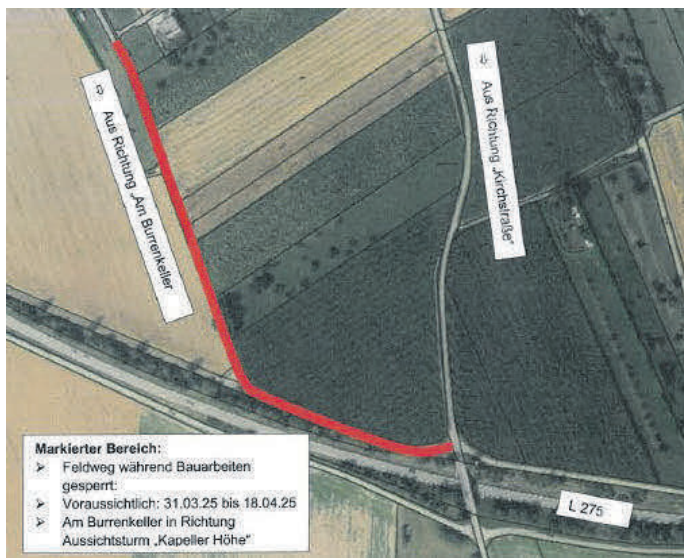 ⇨ Aus Richtung „Am Burrenkeller
⇨ Aus Richtung „Kirchstraße"
Markierter Bereich:
➢ Feldweg während Bauarbeiten
gesperrt:
➢ Voraussichtlich: 31.03.25 bis 18.04.25
➢ Am Burrenkeller in Richtung
Aussichtsturm „Kapeller Höhe"
L 275